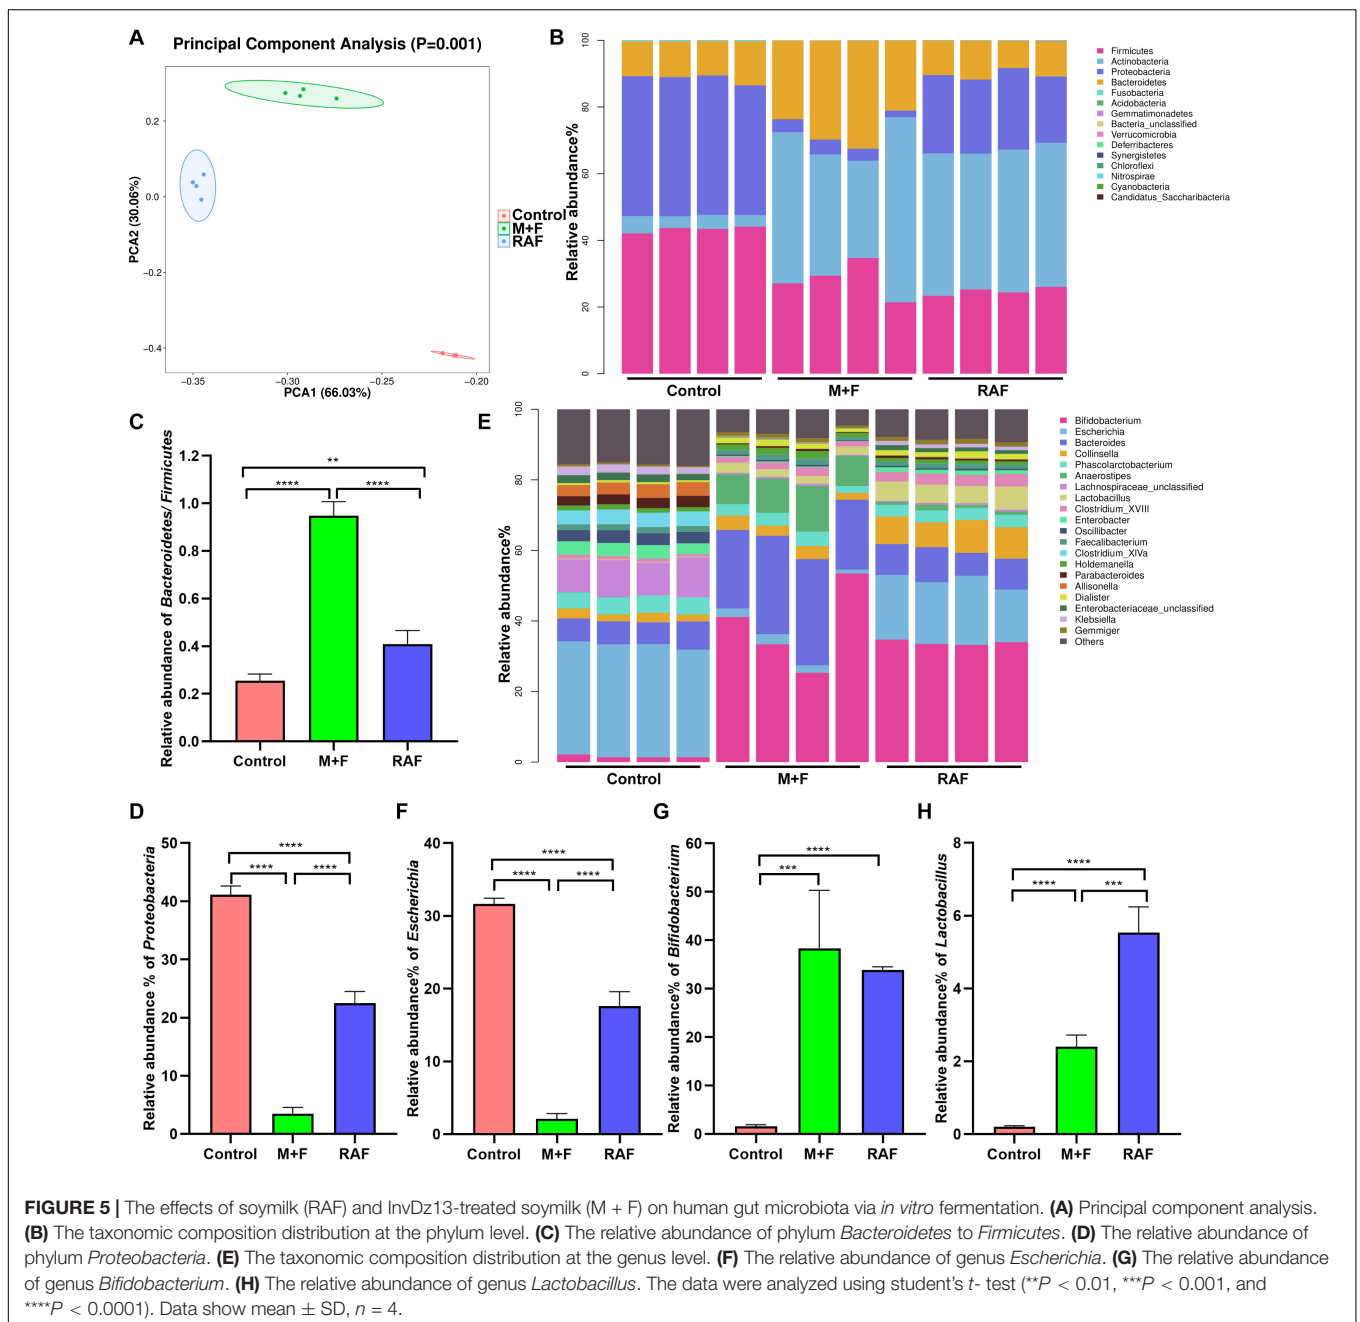 A
Principal Component Analysis (P=0.001)
PCA2 (30.06%)
0.2
0.0
−0.2
−0.4
−0.35
−0.30
−0.25
−0.20
PCA1 (66.03%)
Control
M+F
RAF
B
Relative abundance%
100
80
60
40
20
0
Control
M+F
RAF
Firmicutes
Actinobacteria
Proteobacteria
Bacteroidetes
Fusobacteria
Acidobacteria
Gemmatimonadetes
Bacteria_unclassified
Verrucomicrobia
Deferribacteres
Synergistetes
Chloroflexi
Nitrospirae
Cyanobacteria
Candidatus_Saccharibacteria
C
Relative abundance of Bacteroidetes/ Firmicutes
1.2
1.0
0.8
0.6
0.4
0.2
0.0
**
**** ****
Control M+F RAF
E
Relative abundance%
100
80
60
40
20
0
Control
M+F
RAF
Bifidobacterium
Escherichia
Bacteroides
Collinsella
Phascolarctobacterium
Anaerostipes
Lachnospiraceae_unclassified
Lactobacillus
Clostridium_XVIII
Enterobacter
Oscillibacter
Faecalibacterium
Clostridium_XIVa
Holdemanella
Parabacteroides
Allisonella
Dialister
Enterobacteriaceae_unclassified
Klebsiella
Gemmiger
Others
D
Relative abundance % of Proteobacteria
50
40
30
20
10
0
****
**** ****
Control M+F RAF
F
Relative abundance% of Escherichia
40
30
20
10
0
****
**** ****
Control M+F RAF
G
Relative abundance% of Bifidobacterium
60
50
40
30
20
10
0
****
***
Control M+F RAF
H
Relative abundance% of Lactobacillus
8
6
4
2
0
****
**** ***
Control M+F RAF
FIGURE 5 | The effects of soymilk (RAF) and InvDz13-treated soymilk (M + F) on human gut microbiota via in vitro fermentation. (A) Principal component analysis.
(B) The taxonomic composition distribution at the phylum level. (C) The relative abundance of phylum Bacteroidetes to Firmicutes. (D) The relative abundance of
phylum Proteobacteria. (E) The taxonomic composition distribution at the genus level. (F) The relative abundance of genus Escherichia. (G) The relative abundance
of genus Bifidobacterium. (H) The relative abundance of genus Lactobacillus. The data were analyzed using student's t- test (**P < 0.01, ***P < 0.001, and
****P < 0.0001). Data show mean ± SD, n = 4.